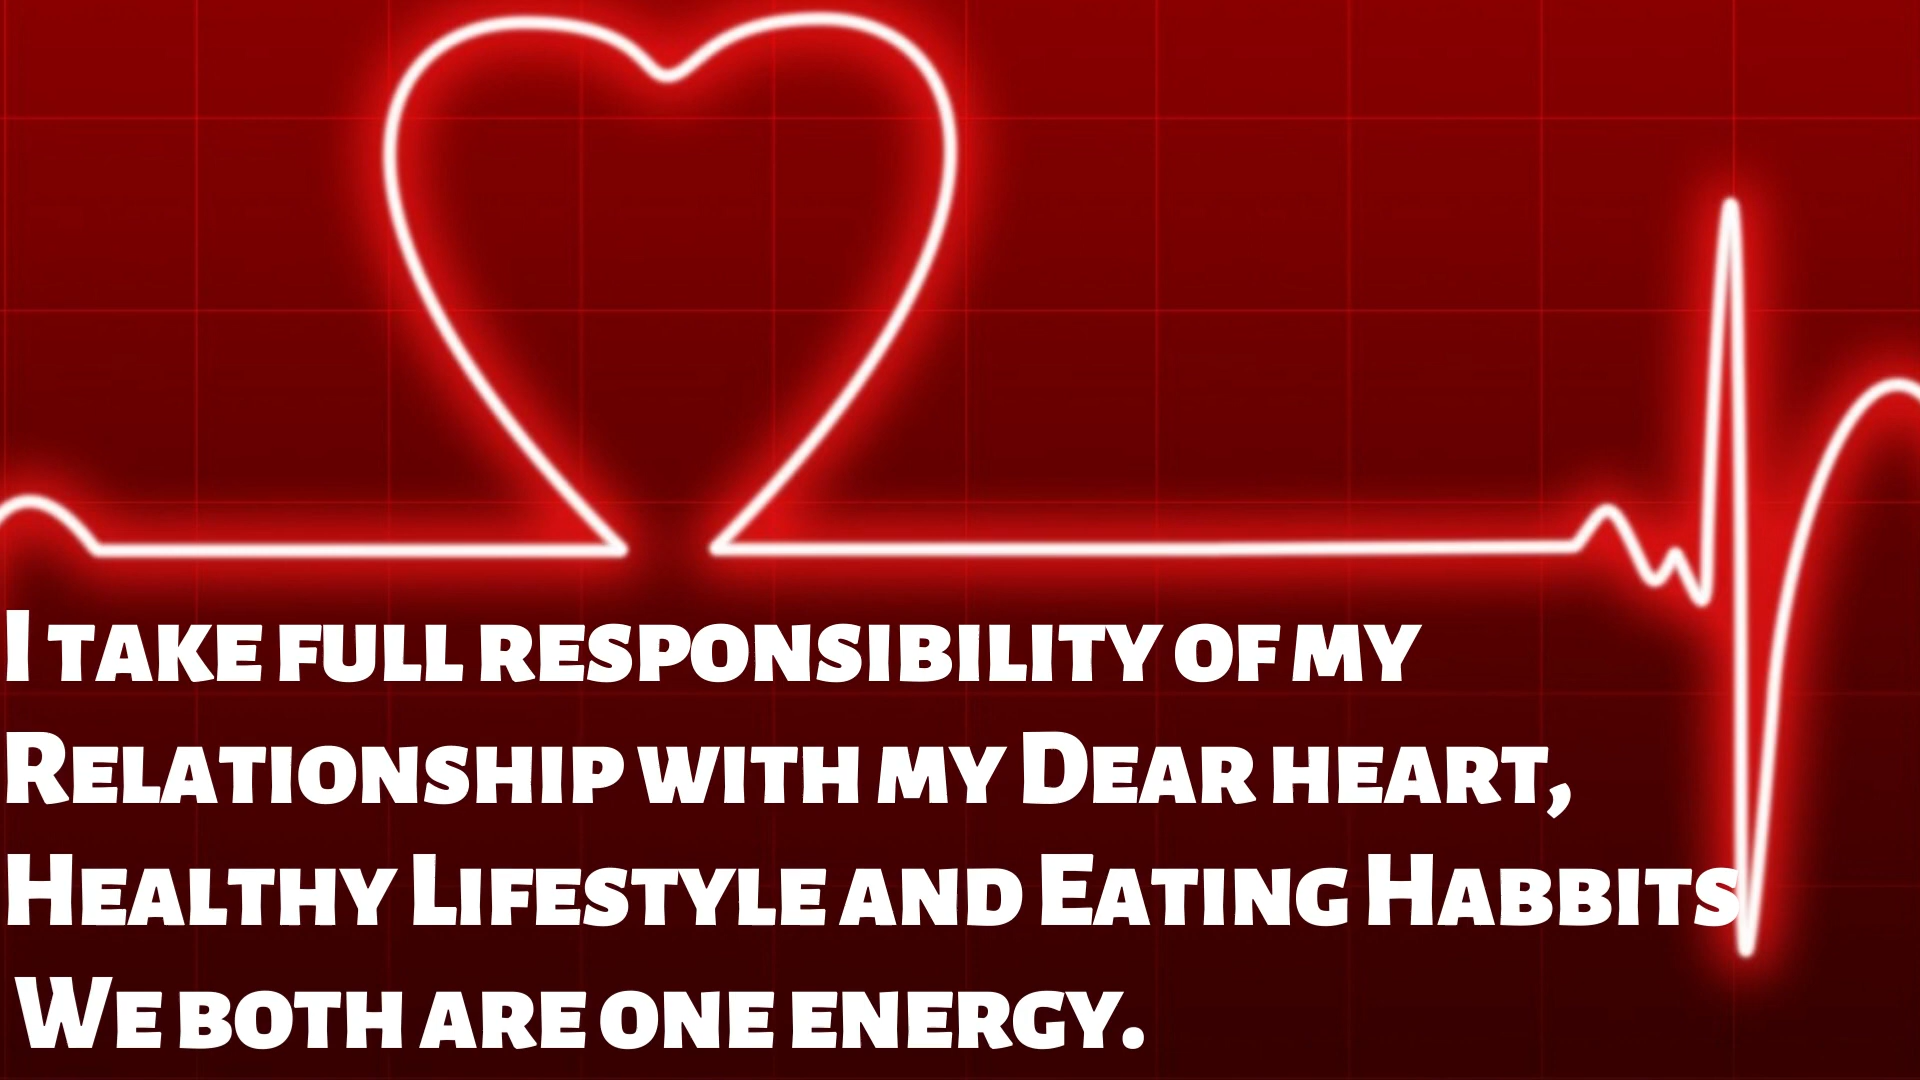 I take full responsibility of my
Relationship with my Dear heart,
Healthy Lifestyle and Eating Habbits
We both are one energy.